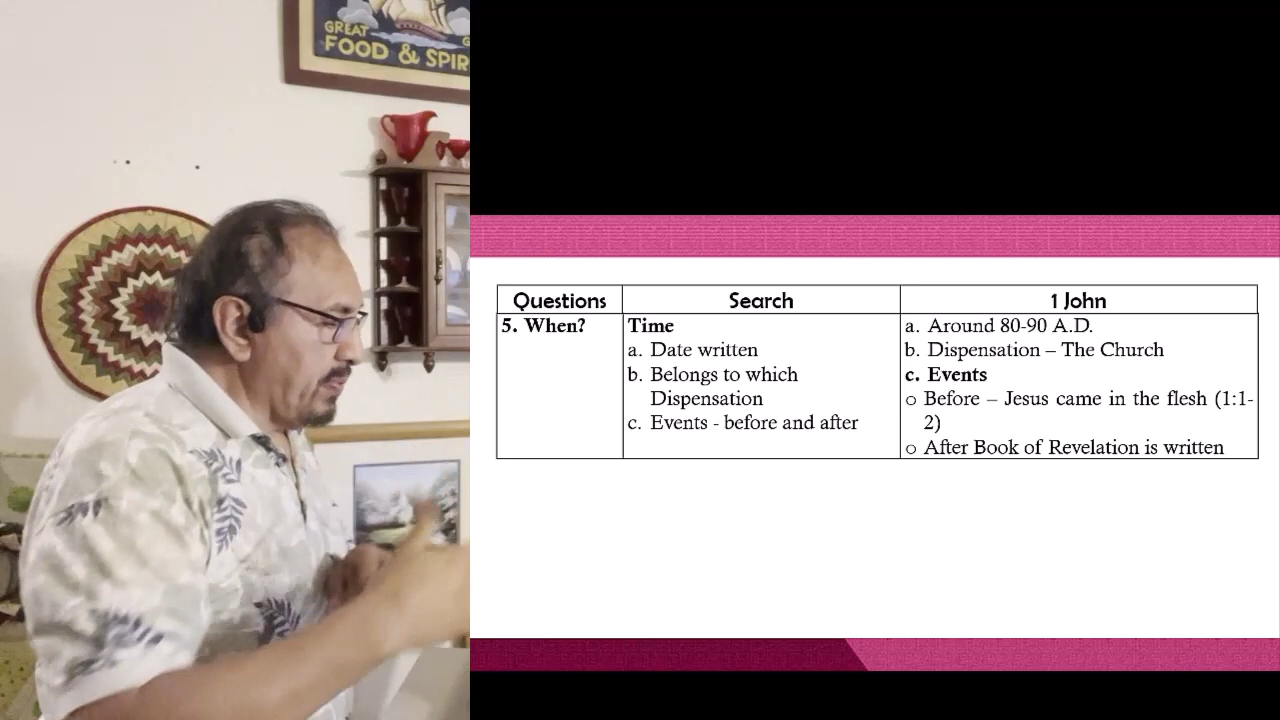 GREAT
FOOD & SPIR
Questions
Search
1 John
5. When?
Time
a. Date written
b. Belongs to which
Dispensation
c. Events - before and after
a. Around 80-90 A.D.
b. Dispensation – The Church
c. Events
o Before – Jesus came in the flesh (1:1-
2)
o After Book of Revelation is written